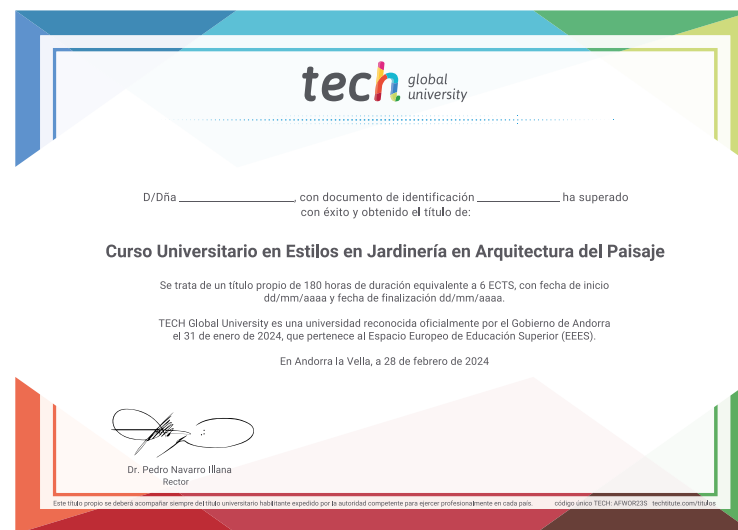 tech global university
D/Dña ______________, con documento de identificación __________ ha superado
con éxito y obtenido el título de:
Curso Universitario en Estilos en Jardinería en Arquitectura del Paisaje
Se trata de un título propio de 180 horas de duración equivalente a 6 ECTS, con fecha de inicio
dd/mm/aaaa y fecha de finalización dd/mm/aaaa.
TECH Global University es una universidad reconocida oficialmente por el Gobierno de Andorra
el 31 de enero de 2024, que pertenece al Espacio Europeo de Educación Superior (EEES).
En Andorra la Vella, a 28 de febrero de 2024
Dr. Pedro Navarro Illana
Rector
Este título propio se deberá acompañar siempre del título universitario habilitante expedido por la autoridad competente para ejercer profesionalmente en cada país. código único TECH: AFWOR23S techtitute.com/titulos